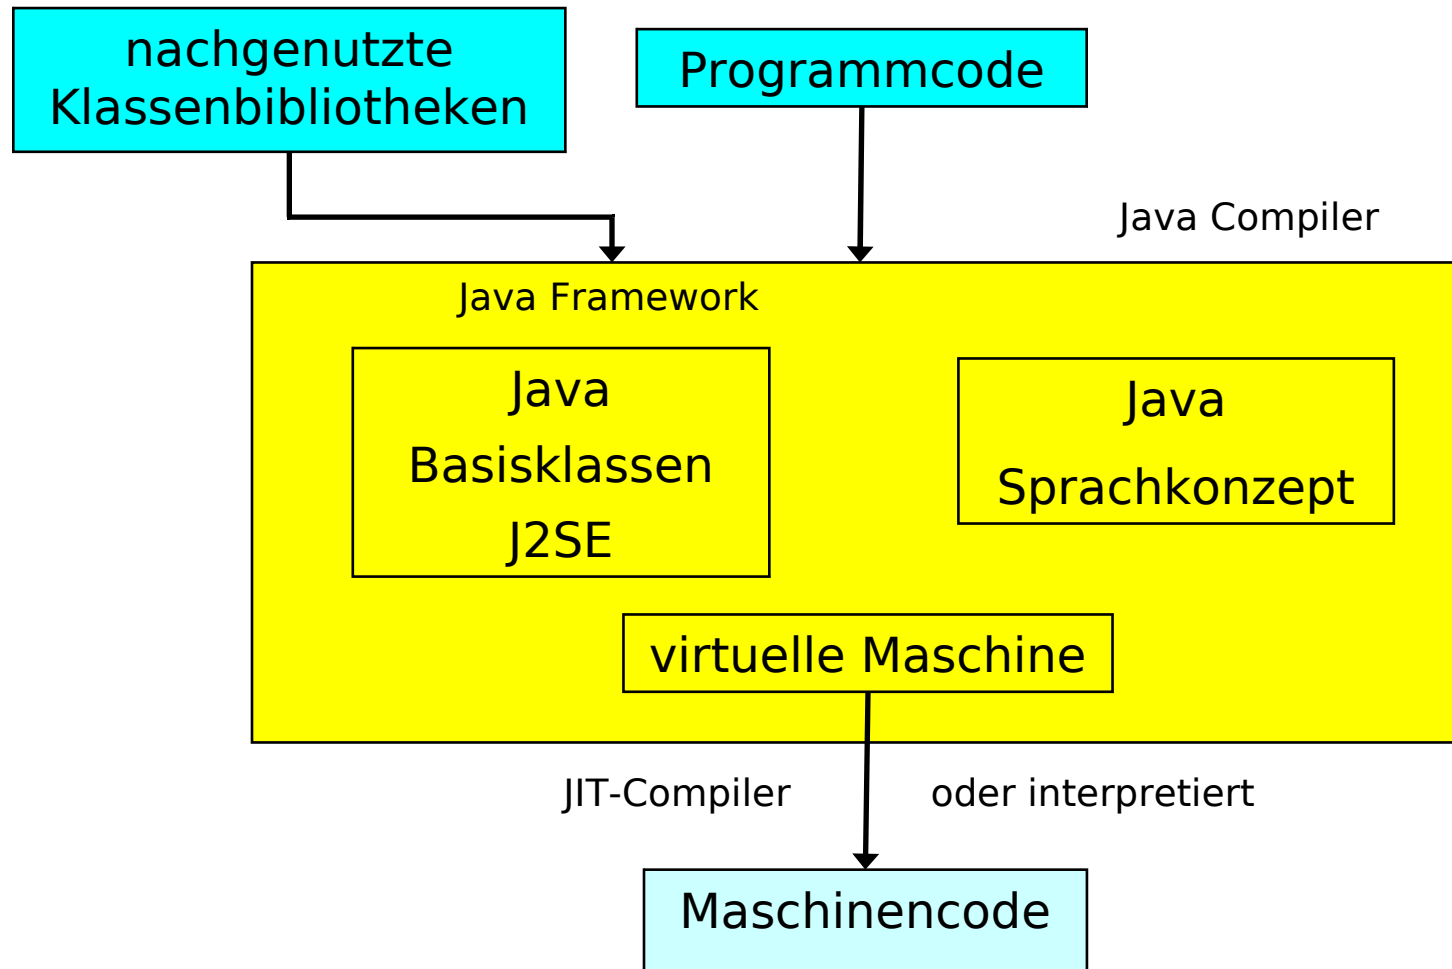 nachgenutzte
Klassenbibliotheken
Programmcode
Java Compiler
Java Framework
Java
Basisklassen
J2SE
Java
Sprachkonzept
virtuelle Maschine
JIT-Compiler
oder interpretiert
Maschinencode